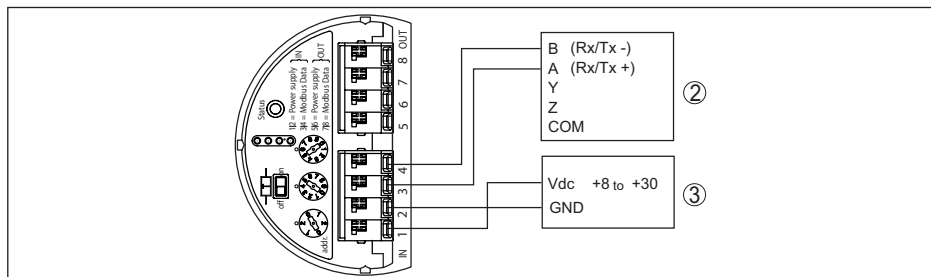 Status
1|2 = Power supply
3|4 = Modbus Data
IN
5|6 = Power supply
7|8 = Modbus Data
OUT
on
off
addr.
OUT
8
7
6
5
4
3
2
1
IN
B (Rx/Tx -)
A (Rx/Tx +)
Y
Z
COM
②
Vdc +8 to +30
GND
③